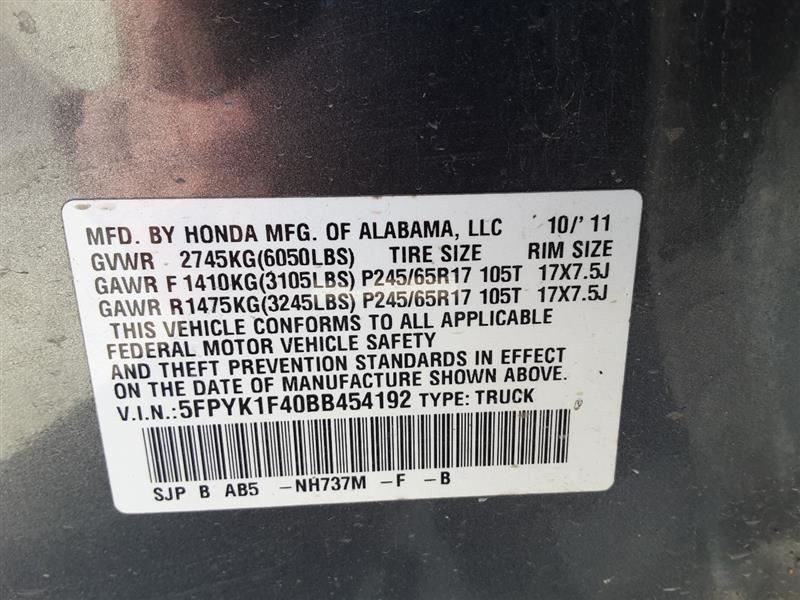 MFD. BY HONDA MFG. OF ALABAMA, LLC 10/'11
GVWR 2745KG(6050LBS) TIRE SIZE RIM SIZE
GAWR F 1410KG(3105LBS) P245/65R17 105T 17X7.5J
GAWR R 1475KG(3245LBS) P245/65R17 105T 17X7.5J
THIS VEHICLE CONFORMS TO ALL APPLICABLE
FEDERAL MOTOR VEHICLE SAFETY
AND THEFT PREVENTION STANDARDS IN EFFECT
ON THE DATE OF MANUFACTURE SHOWN ABOVE.
V.I.N.:5FPYK1F40BB454192 TYPE: TRUCK
SJP B AB5 -NH737M -F -B